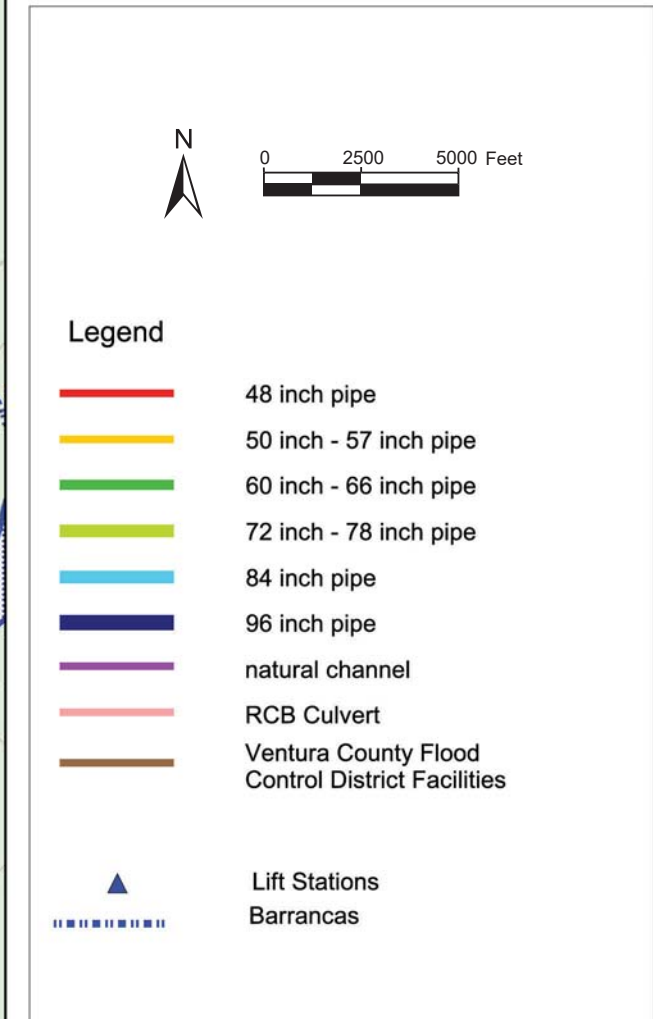 N
0 2500 5000 Feet
Legend
48 inch pipe
50 inch - 57 inch pipe
60 inch - 66 inch pipe
72 inch - 78 inch pipe
84 inch pipe
96 inch pipe
natural channel
RCB Culvert
Ventura County Flood
Control District Facilities
Lift Stations
Barrancas